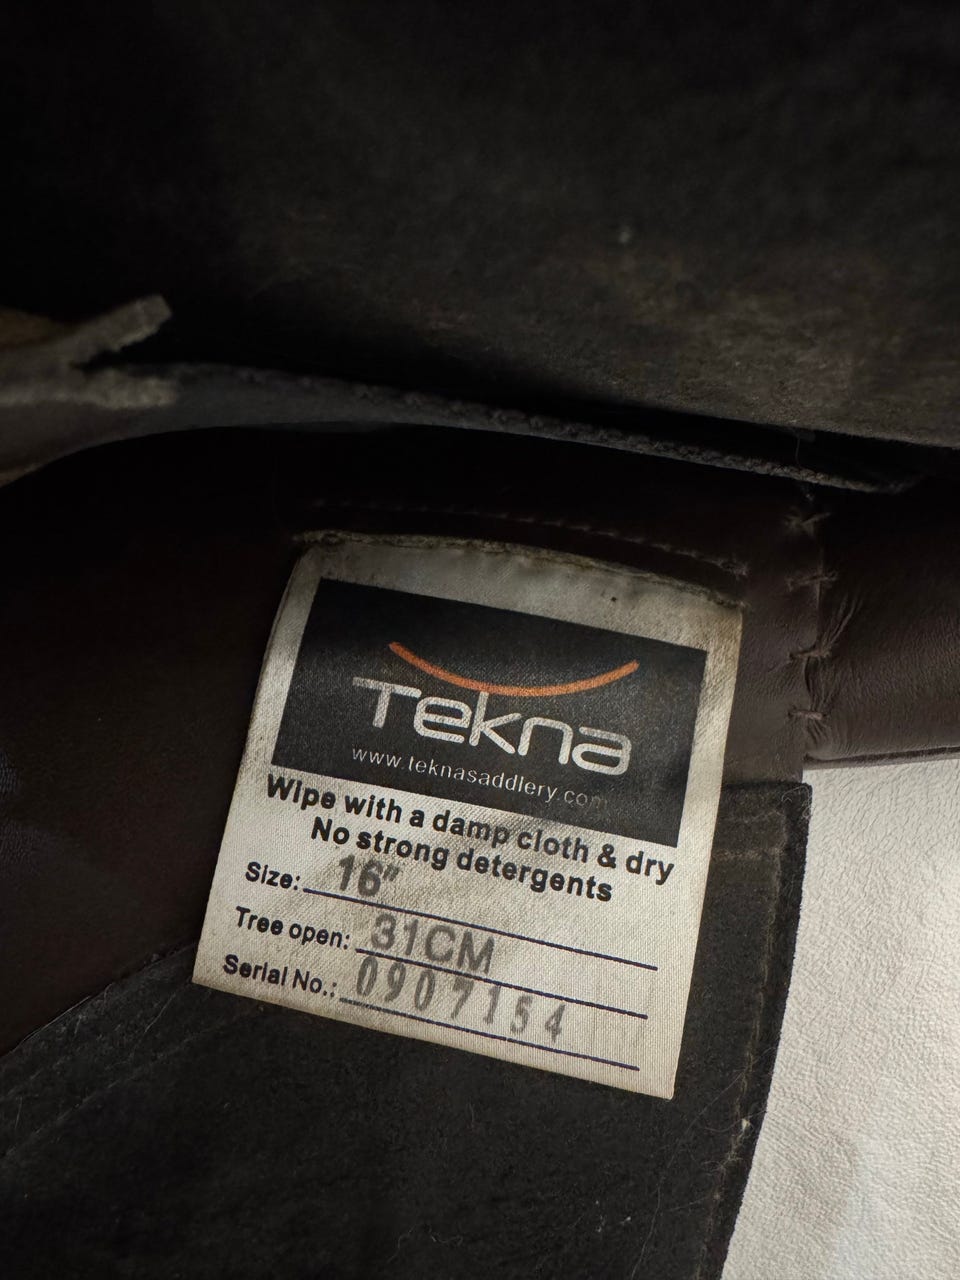 Tekna
www.teknasaddlery.com
Wipe with a damp cloth & dry
No strong detergents
Size: 16"
Tree open: 31CM
Serial No.: 0907154